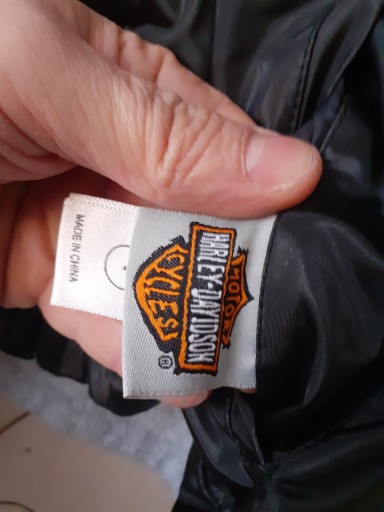 MOTOR
HARLEY-DAVIDSON
CYCLES
®
MADE IN CHINA